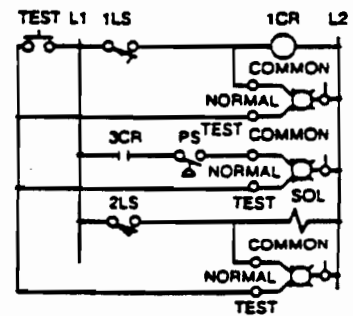 TEST L1 1LS 1CR L2
COMMON
NORMAL
TEST
3CR PS COMMON
NORMAL
TEST
2LS SOL
COMMON
NORMAL
TEST